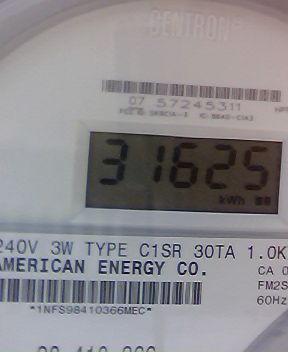 CENTRON®
07 57245311
31625
kWh
240V 3W TYPE C1SR 30TA 1.0K
AMERICAN ENERGY CO.
CA 0
FM2S
60Hz
*1NFS98410366MEC*